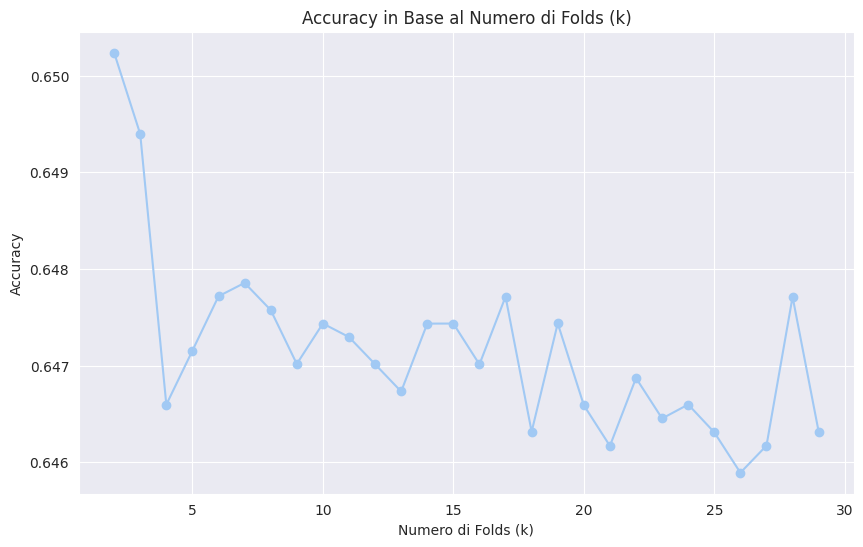 Accuracy in Base al Numero di Folds (k)
0.650
0.649
0.648
0.647
0.646
Accuracy
5 10 15 20 25 30
Numero di Folds (k)